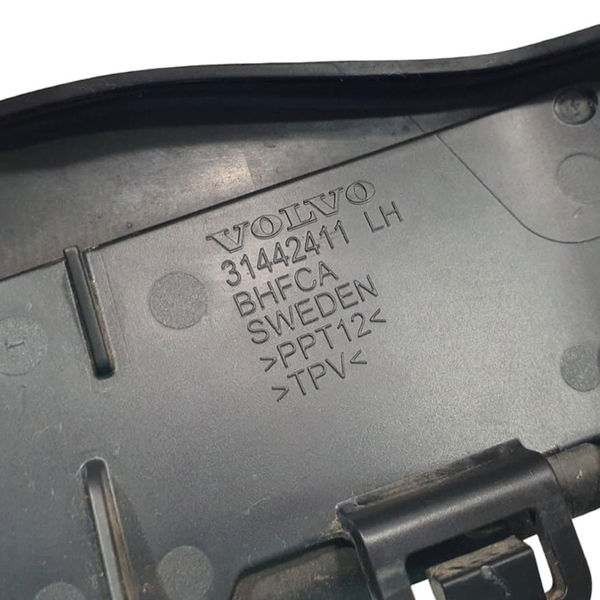 VOLVO
31442411 LH
BHFCA
SWEDEN
>PPT12<
>TPV<